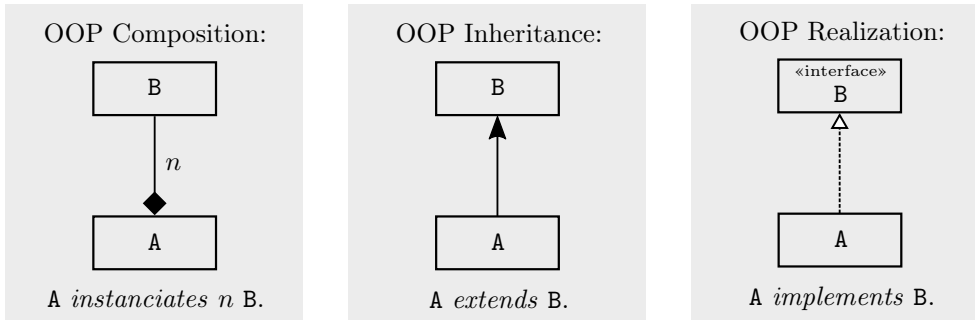 OOP Composition:
B
n
A
A instanciates n B.
OOP Inheritance:
B
A
A extends B.
OOP Realization:
«interface»
B
A
A implements B.